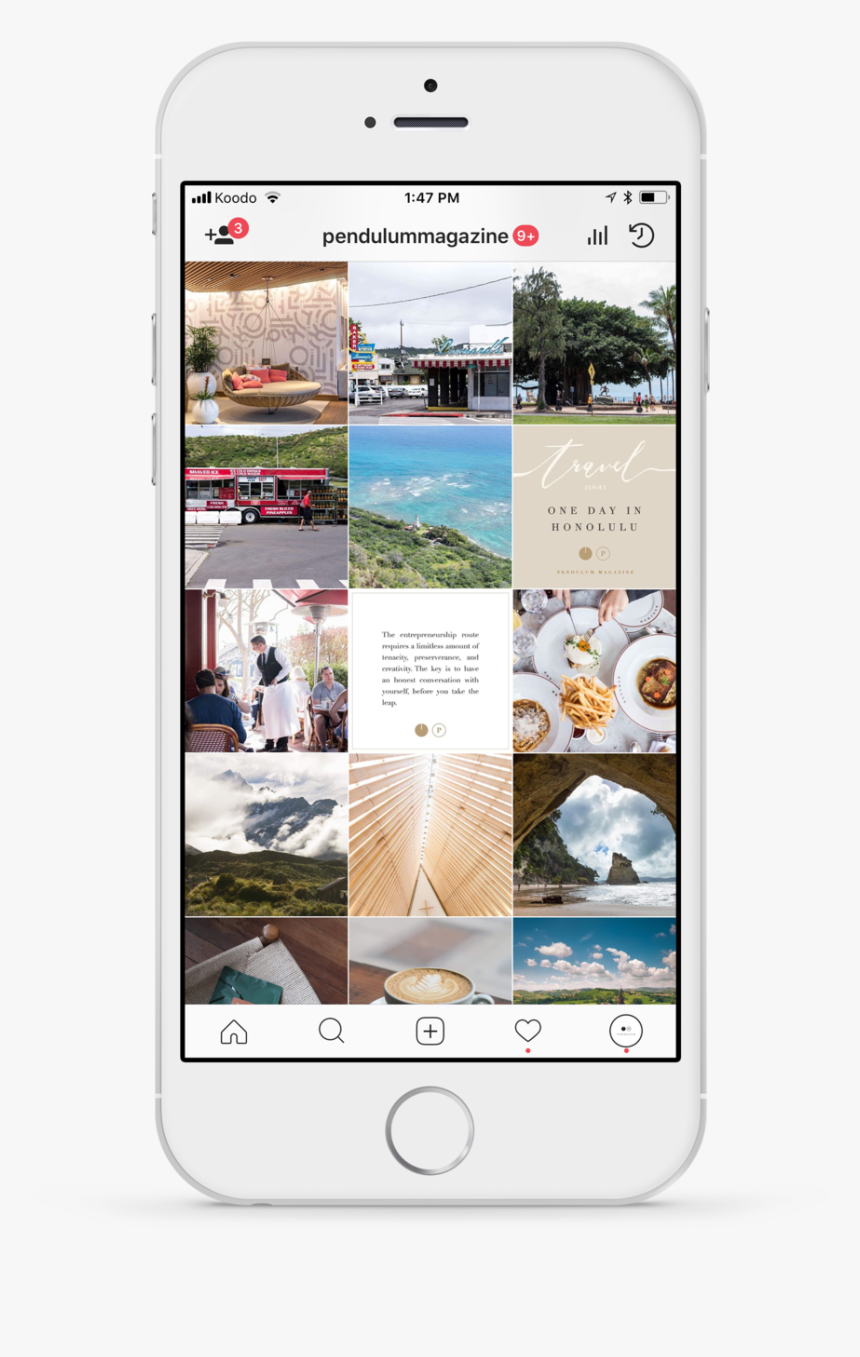 Koodo
1:47 PM
3
pendulummagazine 9+
Leonard's
travel
SERIES
ONE DAY IN
HONOLULU
P
PENDULUM MAGAZINE
The entrepreneurship route
requires a limitless amount of
tenacity, preserverance, and
creativity. The key is to have
an honest conversation with
yourself, before you take the
leap.
P